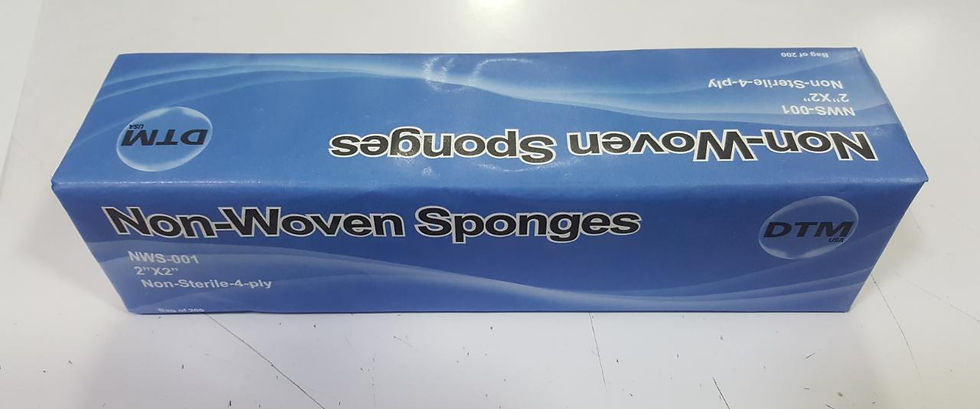 Bag of 200
Non-Sterile-4-ply
2"X2"
NWS-001
Non-Woven Sponges
DTM
USA
Non-Woven Sponges
DTM
USA
NWS-001
2"X2"
Non-Sterile-4-ply
Bag of 200